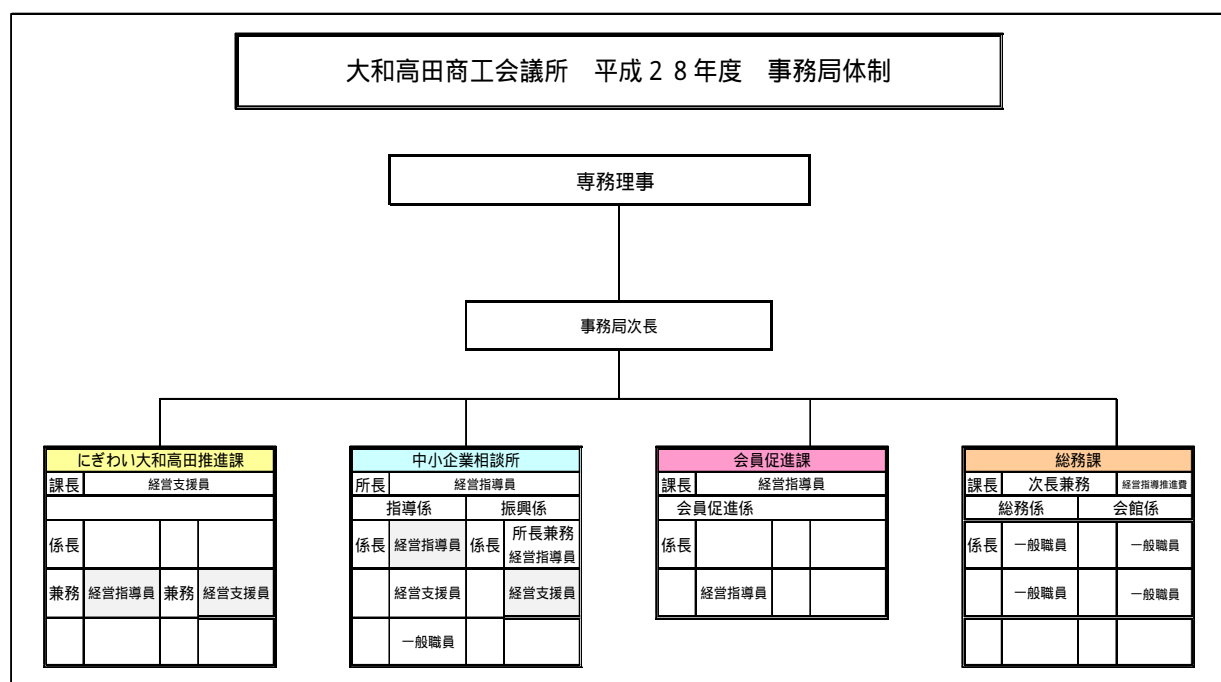 大和高田商工会議所　平成２８年度　事務局体制
専務理事
事務局次長
にぎわい大和高田推進課
課長 経営支援員
係長
兼務 経営指導員 兼務 経営支援員
中小企業相談所
所長 経営指導員
指導係 振興係
係長 経営指導員 係長 所長兼務
経営指導員
経営支援員 経営支援員
一般職員
会員促進課
課長 経営指導員
会員促進係
係長
経営指導員
総務課
課長 次長兼務 経営指導推進費
総務係 会館係
係長 一般職員 一般職員
一般職員 一般職員